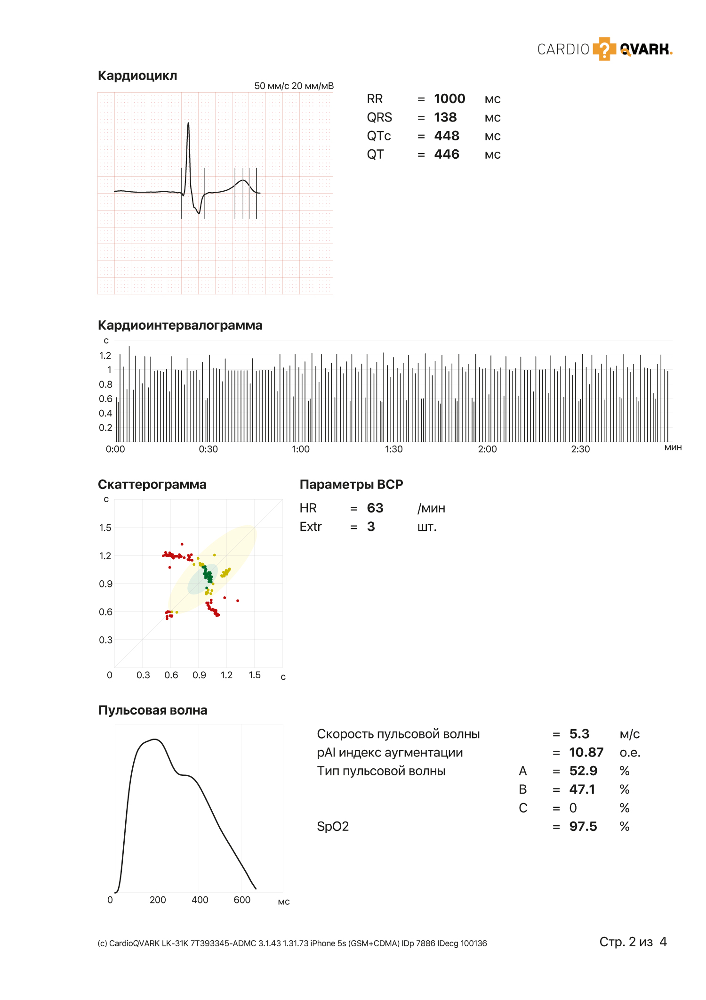 CARDIO ? QVARK.
Кардиоцикл
50 мм/с 20 мм/мВ
RR = 1000 мс
QRS = 138 мс
QTc = 448 мс
QT = 446 мс
Кардиоинтервалограмма
с
1.2
1
0.8
0.6
0.4
0.2
0:00 0:30 1:00 1:30 2:00 2:30 мин
Скаттерограмма
с
1.5
1.2
0.9
0.6
0.3
0 0.3 0.6 0.9 1.2 1.5 с
Параметры ВСР
HR = 63 /мин
Extr = 3 шт.
Пульсовая волна
0 200 400 600 мс
Скорость пульсовой волны = 5.3 м/с
pAI индекс аугментации = 10.87 о.е.
Тип пульсовой волны A = 52.9 %
B = 47.1 %
C = 0 %
SpO2 = 97.5 %
(c) CardioQVARK LK-31K 7T393345-ADMC 3.1.43 1.31.73 iPhone 5s (GSM+CDMA) IDp 7886 IDecg 100136
Стр. 2 из 4